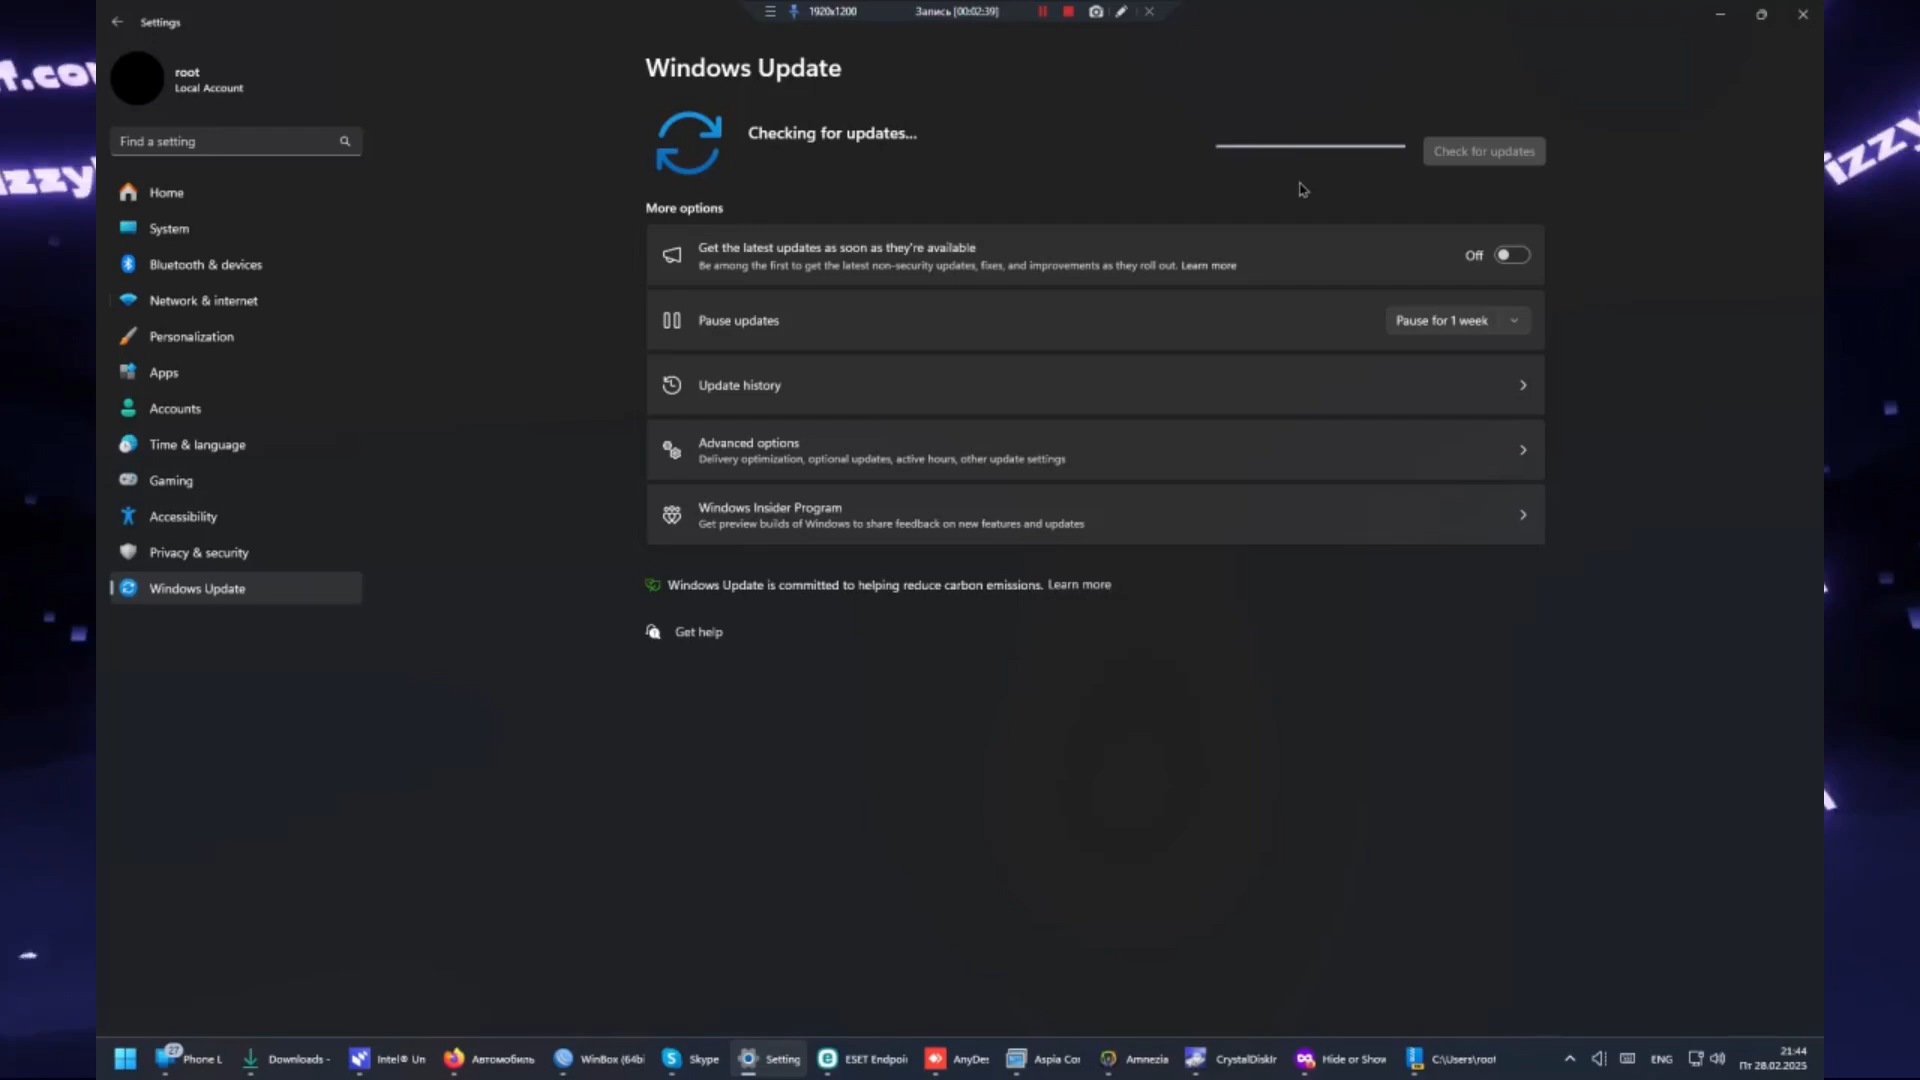 Settings
1920x1200
Запись [00:02:39]
root
Local Account
Find a setting
Home
System
Bluetooth & devices
Network & internet
Personalization
Apps
Accounts
Time & language
Gaming
Accessibility
Privacy & security
Windows Update
Windows Update
Checking for updates...
Check for updates
More options
Get the latest updates as soon as they're available
Be among the first to get the latest non-security updates, fixes, and improvements as they roll out. Learn more
Off
Pause updates
Pause for 1 week
Update history
Advanced options
Delivery optimization, optional updates, active hours, other update settings
Windows Insider Program
Get preview builds of Windows to share feedback on new features and updates
Windows Update is committed to helping reduce carbon emissions. Learn more
Get help
27
Phone L
Downloads -
Intel® Un
Автомобиль
WinBox (64bi
Skype
Setting
ESET Endpoi
AnyDes
Aspia Cor
Amnezia
CrystalDiskIr
Hide or Show
C:\Users\root
ENG
21:44
Пт 28.02.2025